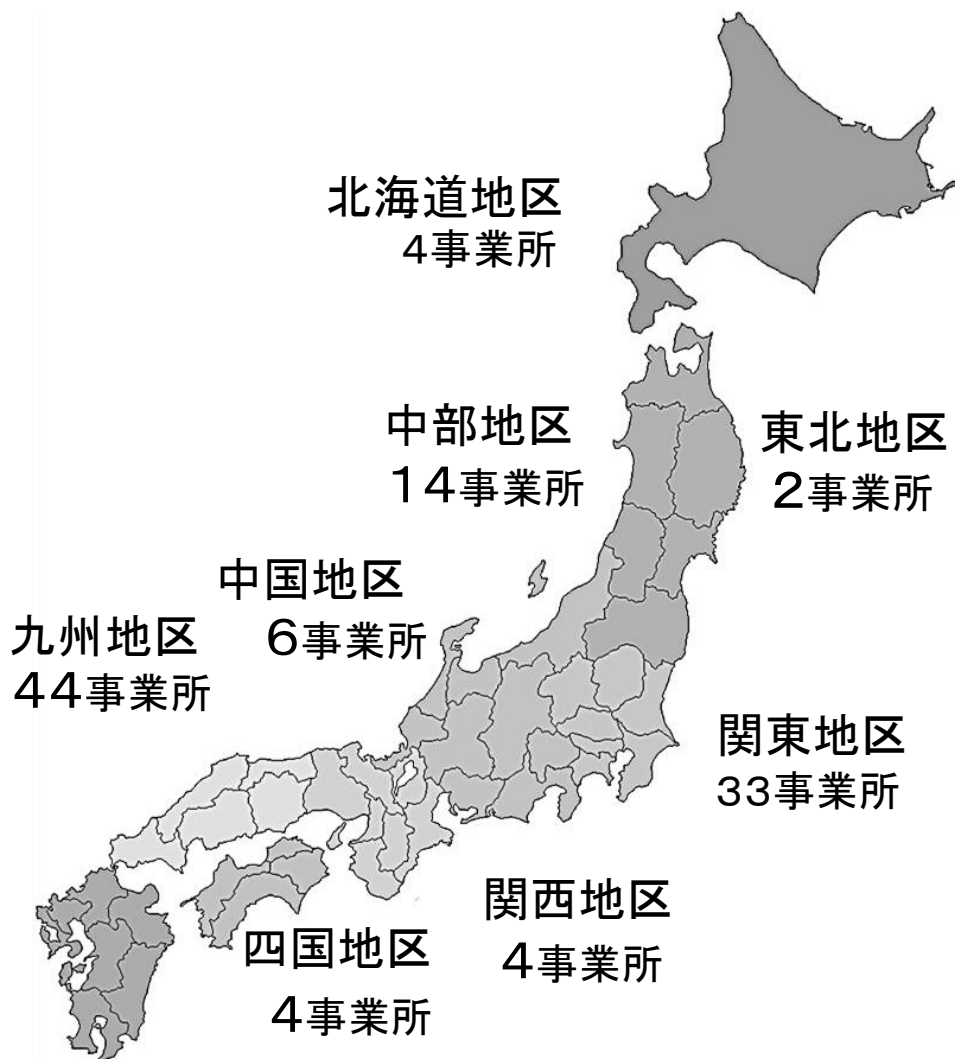 北海道地区
4事業所
中部地区
14事業所
東北地区
2事業所
中国地区
6事業所
九州地区
44事業所
関東地区
33事業所
関西地区
4事業所
四国地区
4事業所